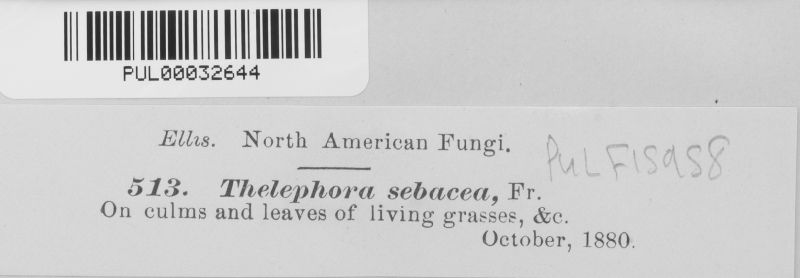 PUL00032644
Ellis. North American Fungi.
PUL F15958
513. Thelephora sebacea, Fr.
On culms and leaves of living grasses, &c.
October, 1880.